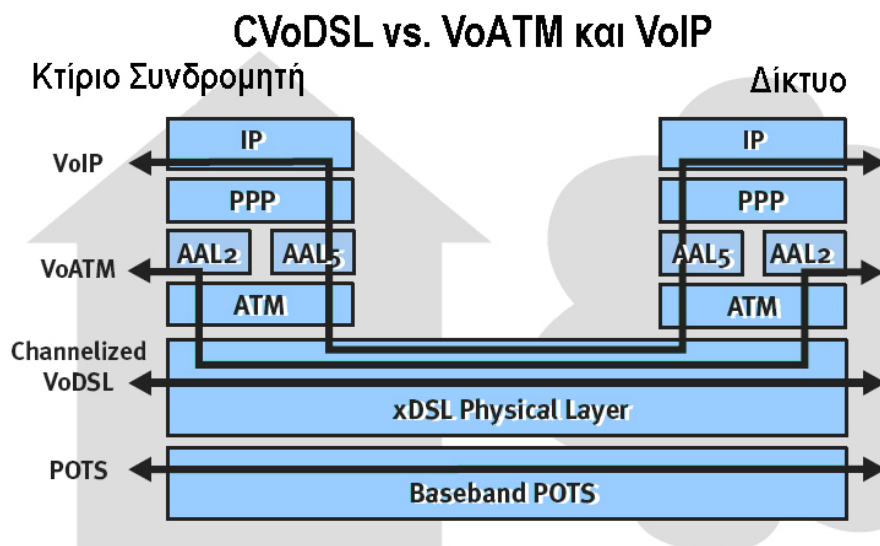 CVoDSL vs. VoATM και VoIP
Κτίριο Συνδρομητή
Δίκτυο
IP
IP
VoIP
PPP
PPP
AAL2
AAL5
AAL5
AAL2
VoATM
ATM
ATM
Channelized
VoDSL
xDSL Physical Layer
POTS
Baseband POTS